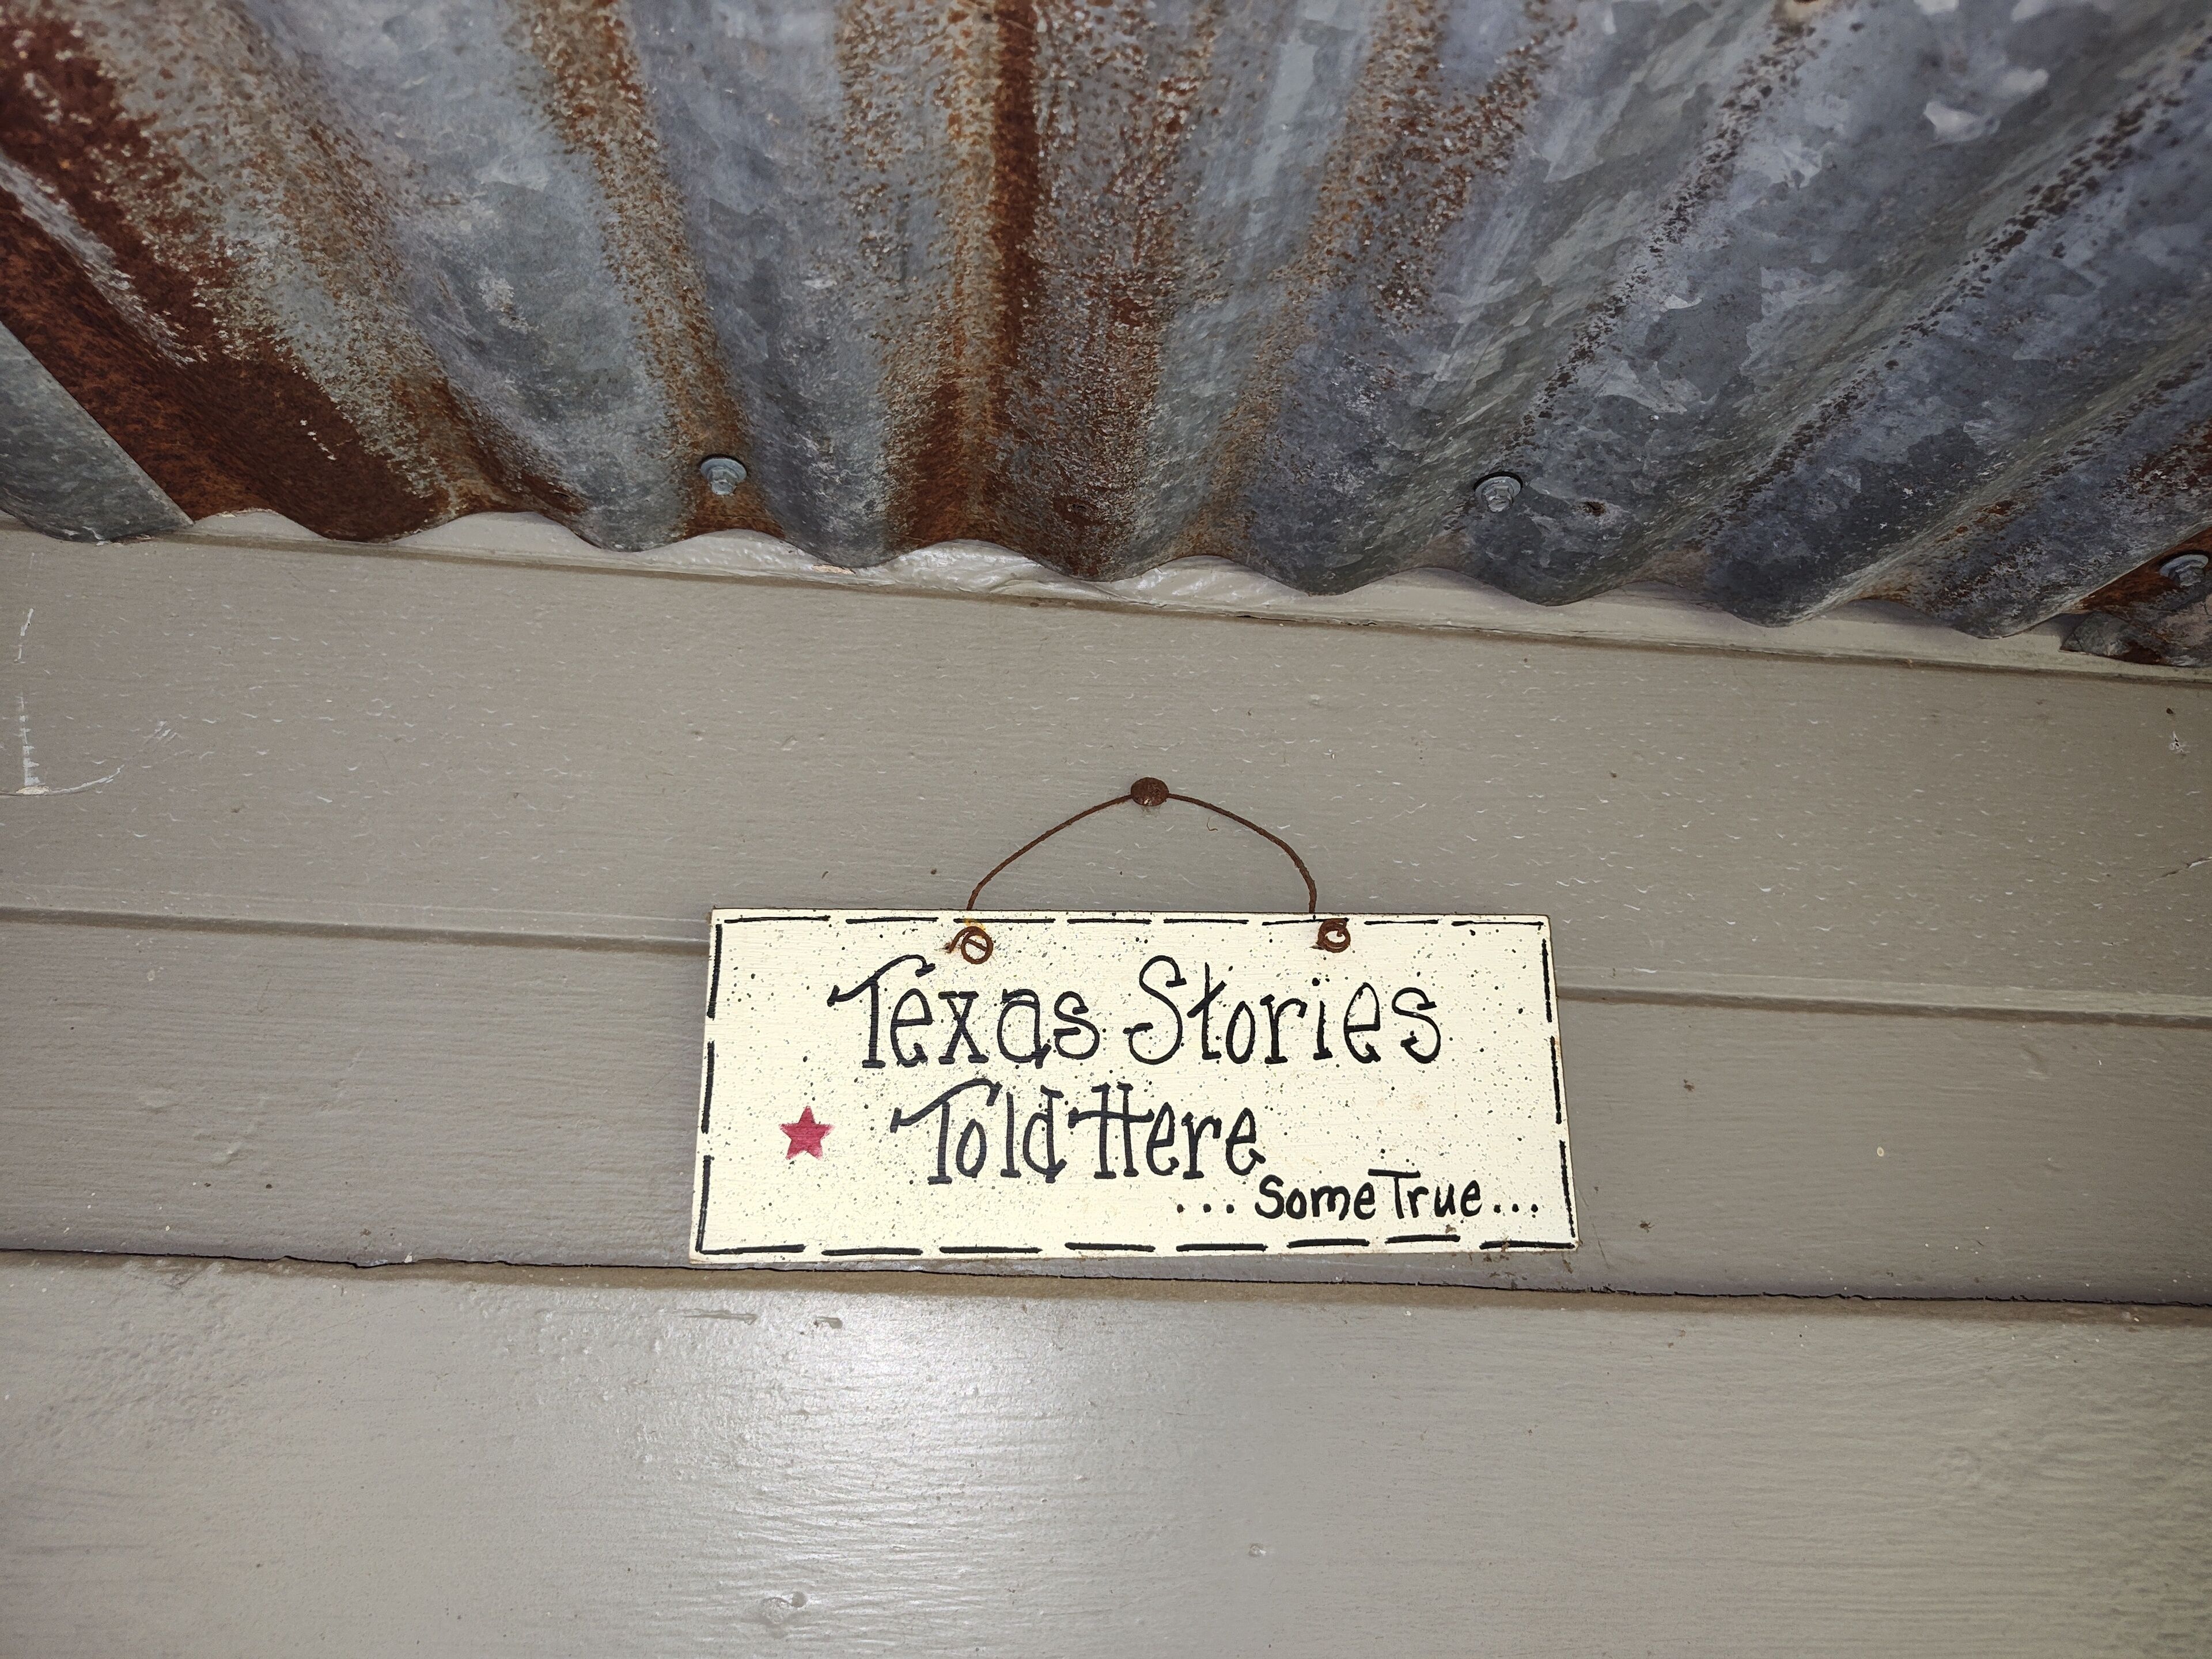 Texas Stories
Told Here
...Some True...